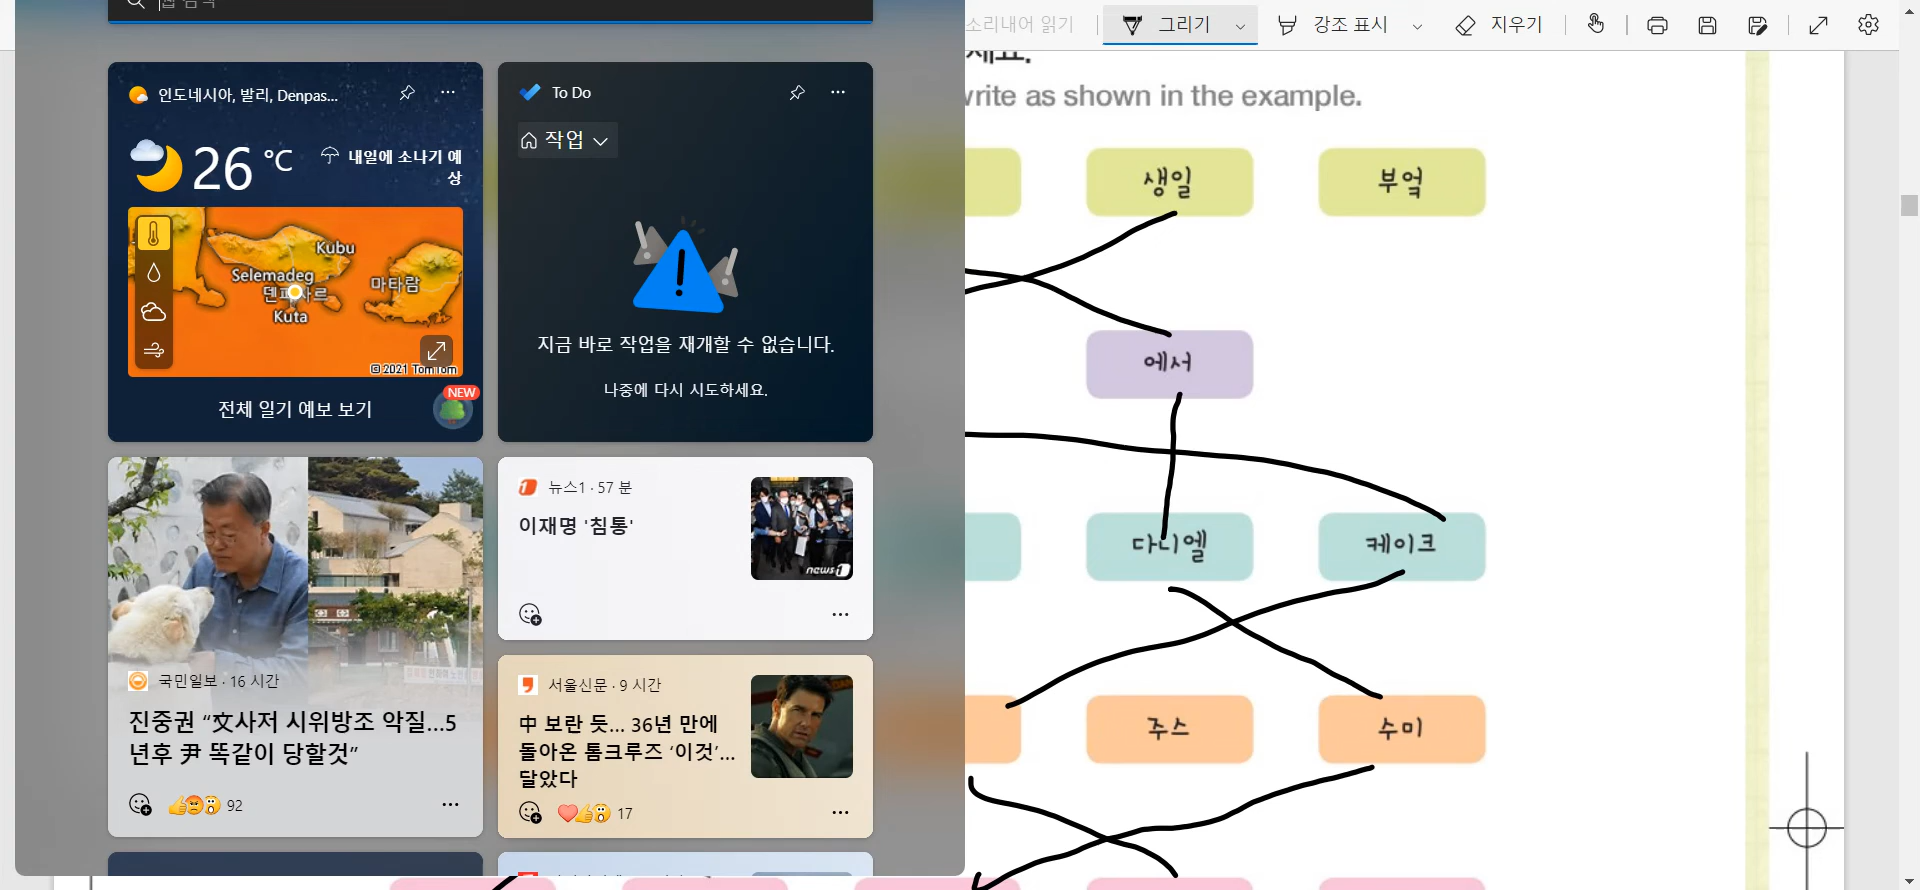 소리내어 읽기
그리기
강조 표시
지우기
인도네시아, 발리, Denpas...
26 °C
내일에 소나기 예
상
Kubu
Selemadeg
마타람
Kuta
© 2021 TomTom
전체 일기 예보 보기
NEW
To Do
작업
지금 바로 작업을 재개할 수 없습니다.
나중에 다시 시도하세요.
국민일보 · 16 시간
진중권 “文사저 시위방조 악질...5
년후 尹 똑같이 당할것”
92
뉴스1 · 57 분
이재명 '침통'
news1
서울신문 · 9 시간
中 보란 듯... 36년 만에
돌아온 톰크루즈 ‘이것’...
달았다
17
세요.
write as shown in the example.
생일
부엌
에서
다니엘
케이크
주스
수미